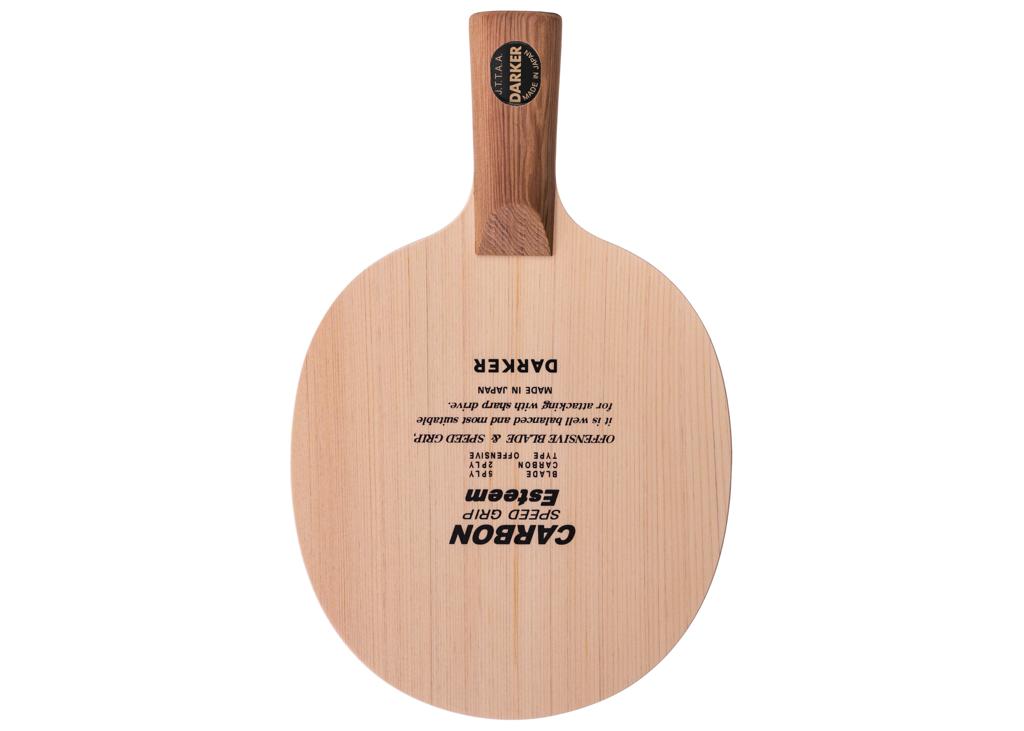 J.T.T.A.A.
DARKER
MADE IN JAPAN
CARBON
SPEED GRIP
Esteem
BLADE 5PLY
CARBON 2PLY
TYPE OFFENSIVE
OFFENSIVE BLADE & SPEED GRIP,
it is well balanced and most suitable
for attacking with sharp drive.
MADE IN JAPAN
DARKER